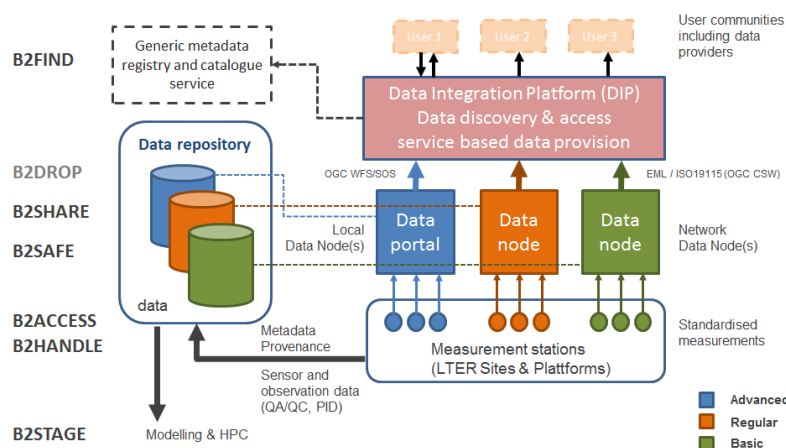 User 1
User 2
User 3
User communities
including data
providers
B2FIND
Generic metadata
registry and catalogue
service
Data Integration Platform (DIP)
Data discovery & access
service based data provision
Data repository
B2DROP
OGC WFS/SOS
EML / ISO19115 (OGC CSW)
B2SHARE
Local
Data Node(s)
Data
portal
Data
node
Data
node
Network
Data Node(s)
B2SAFE
data
B2ACCESS
B2HANDLE
Metadata
Provenance
Measurement stations
(LTER Sites & Plattforms)
Standardised
measurements
Sensor and
observation data
(QA/QC, PID)
Advanced
Regular
Basic
B2STAGE
Modelling & HPC